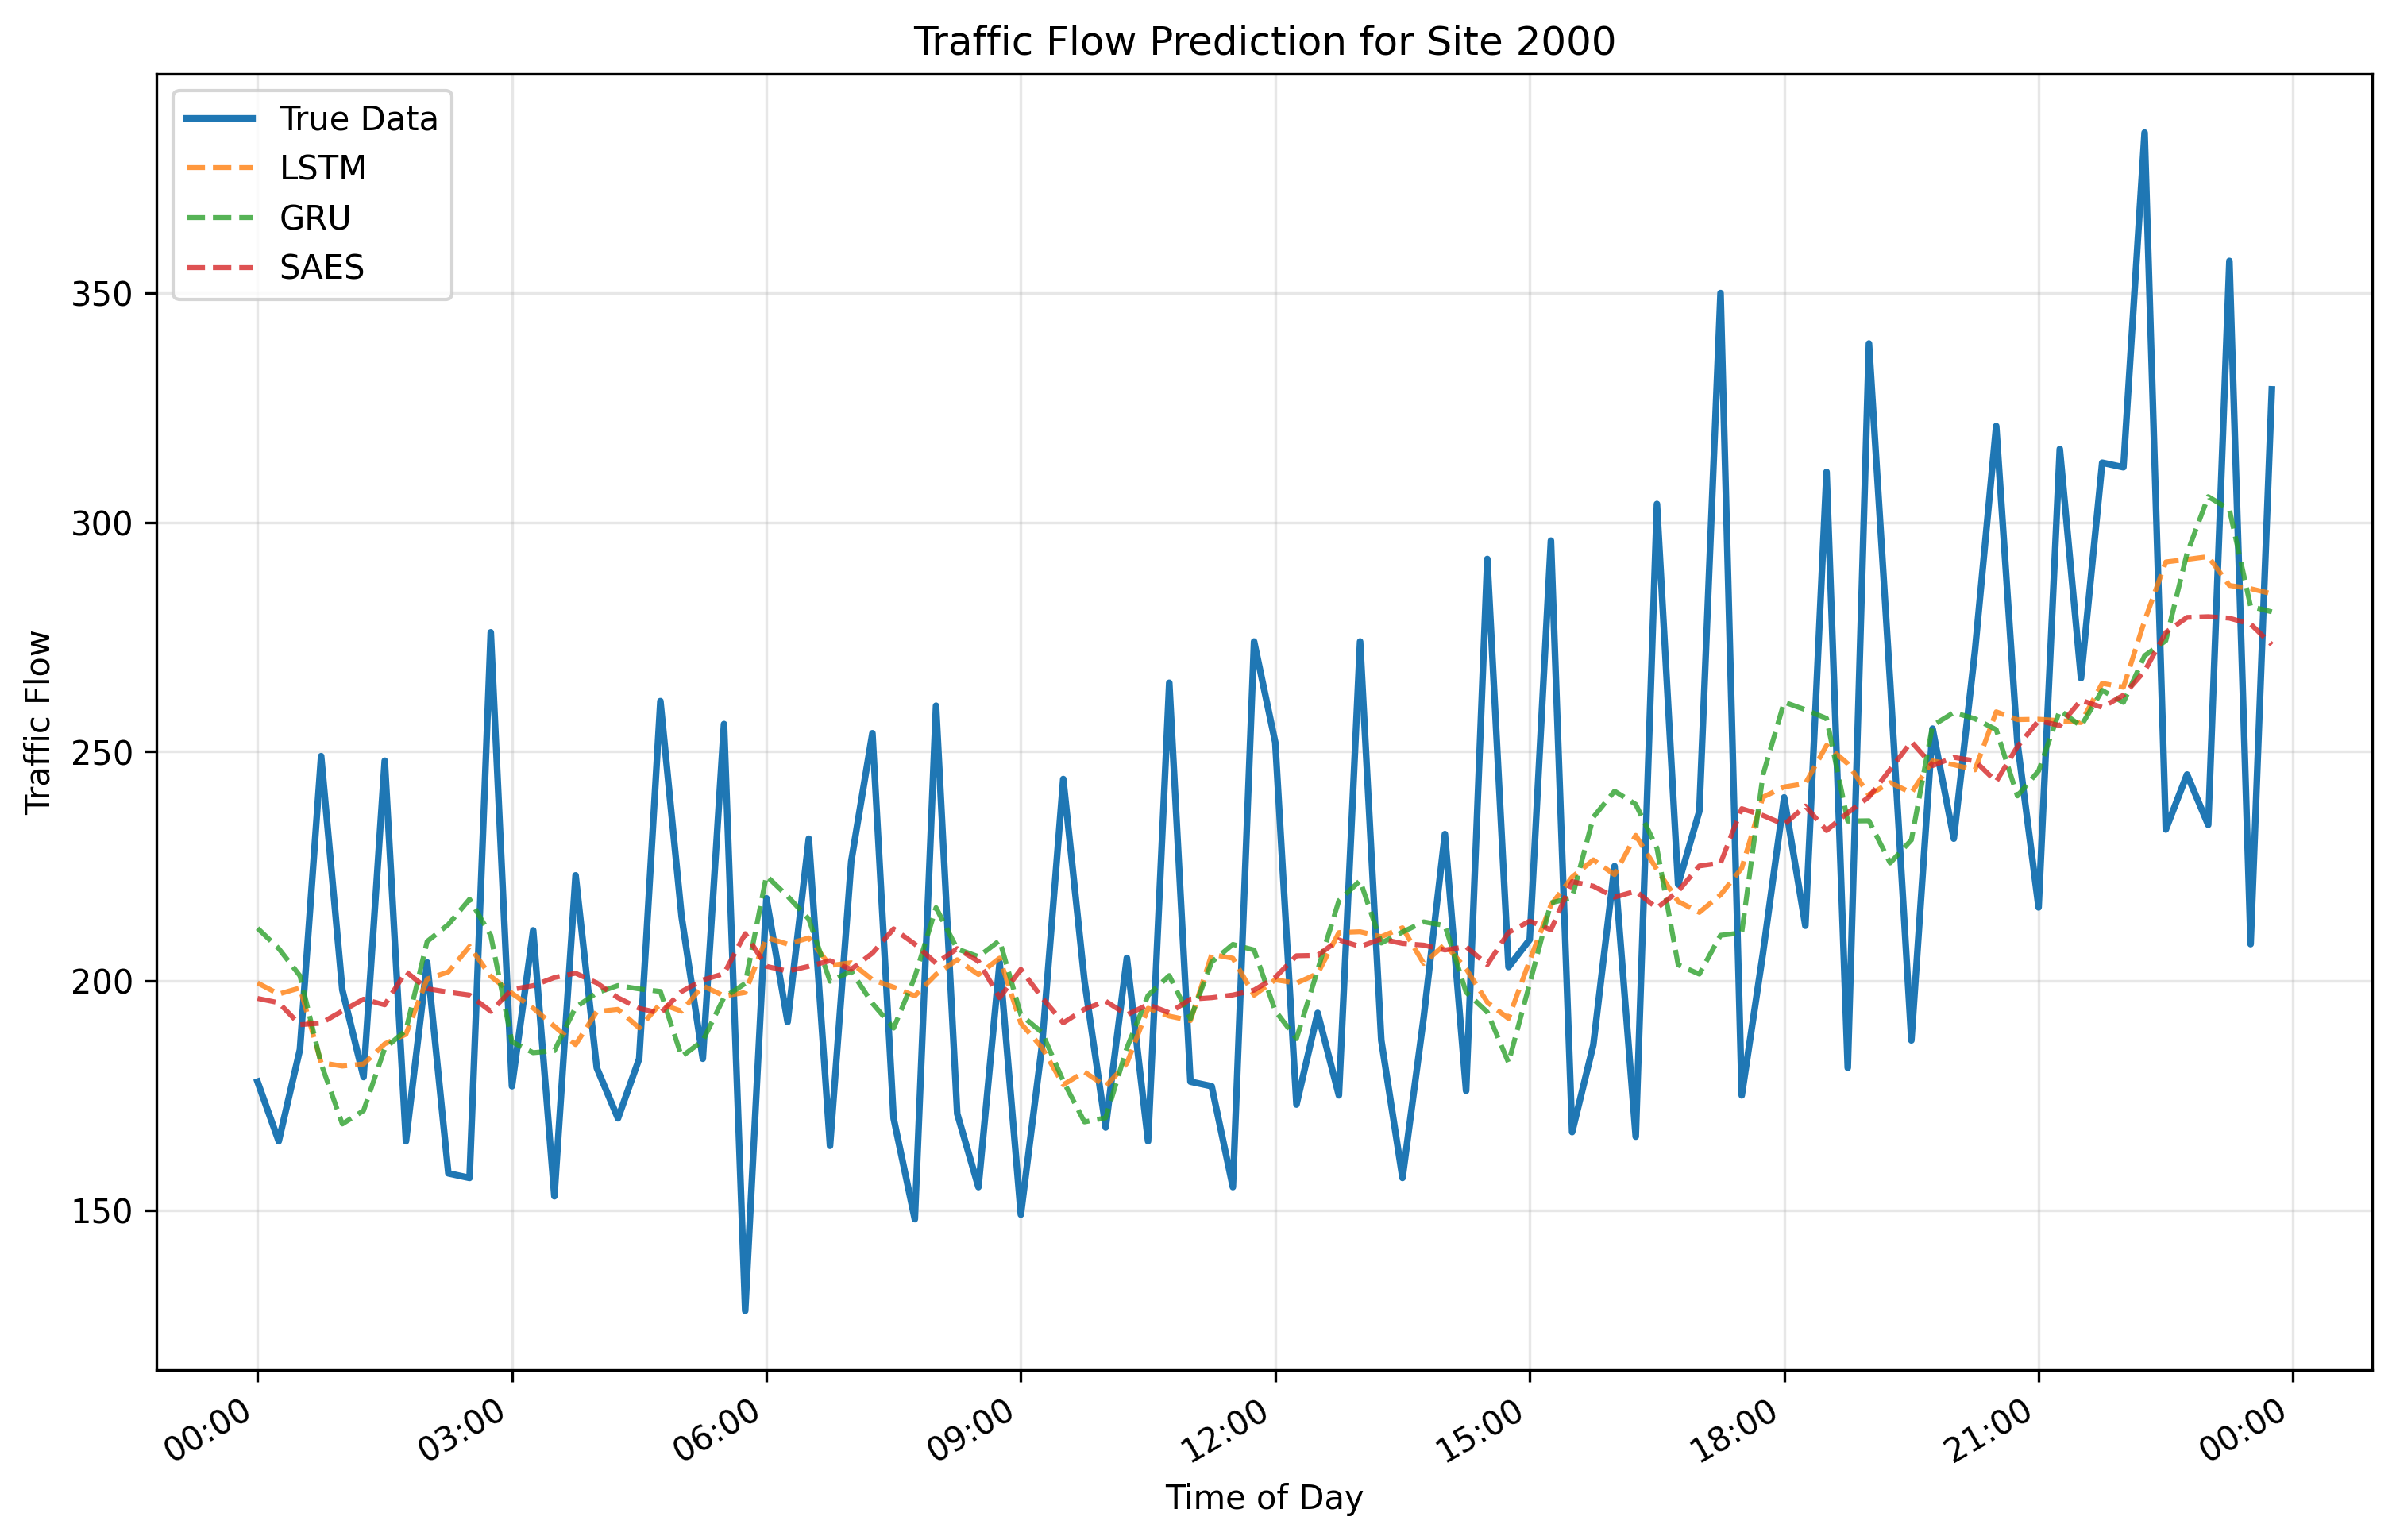 Traffic Flow Prediction for Site 2000
True Data
LSTM
GRU
SAES
350
300
250
200
150
Traffic Flow
00:00
03:00
06:00
09:00
12:00
15:00
18:00
21:00
00:00
Time of Day